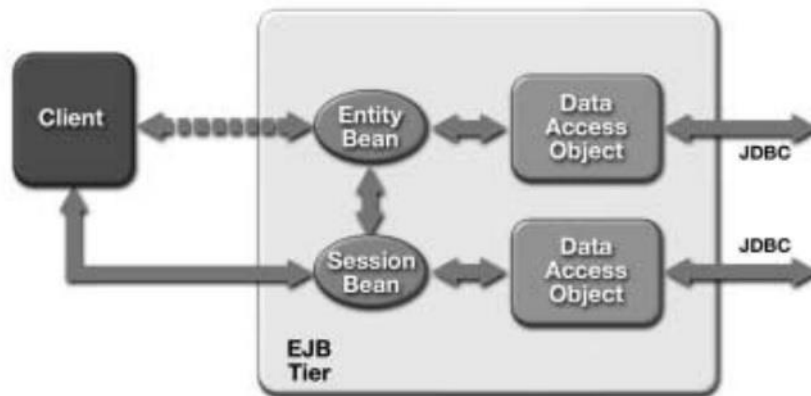 Client
Entity
Bean
Data
Access
Object
JDBC
Session
Bean
Data
Access
Object
JDBC
EJB
Tier